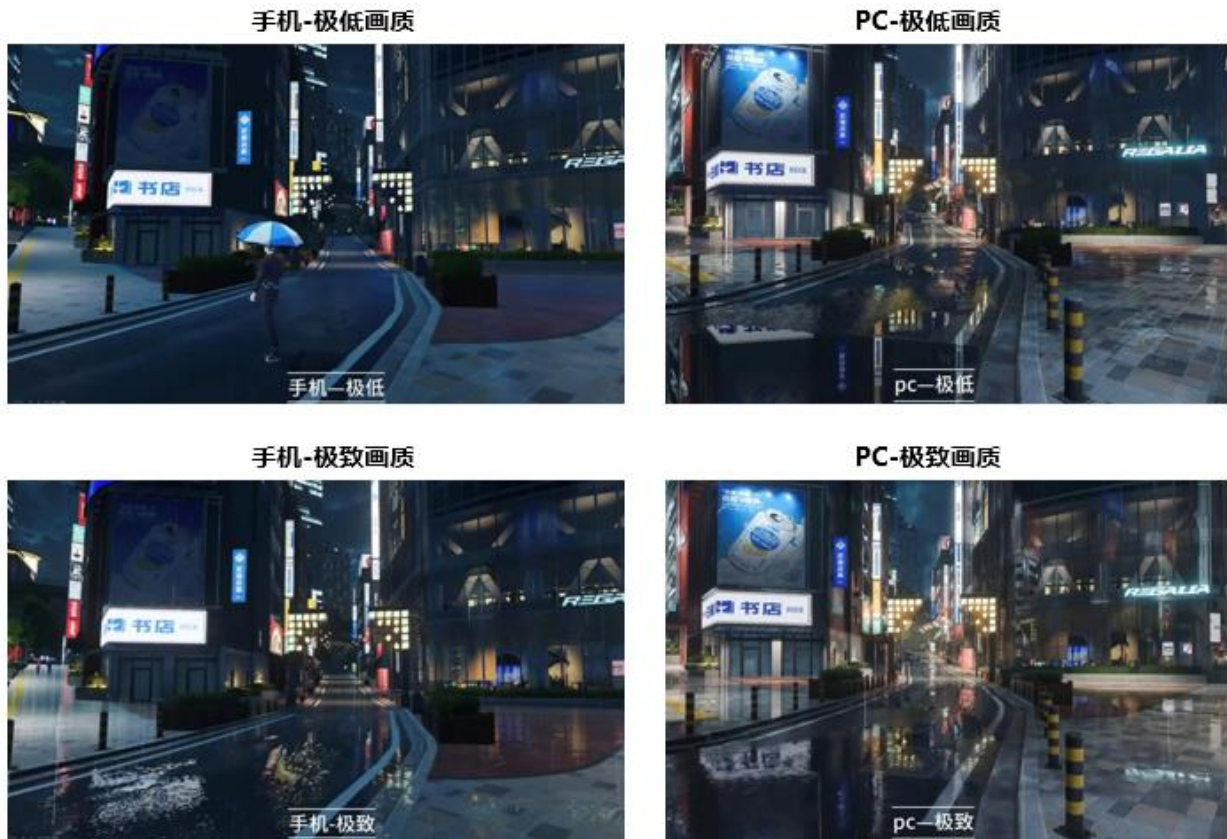 手机-极低画质
PC-极低画质
书店
REGALIA
手机—极低
书店
REGALIA
pc—极低
手机-极致画质
PC-极致画质
书店
REGALIA
手机-极致
书店
REGALIA
pc—极致